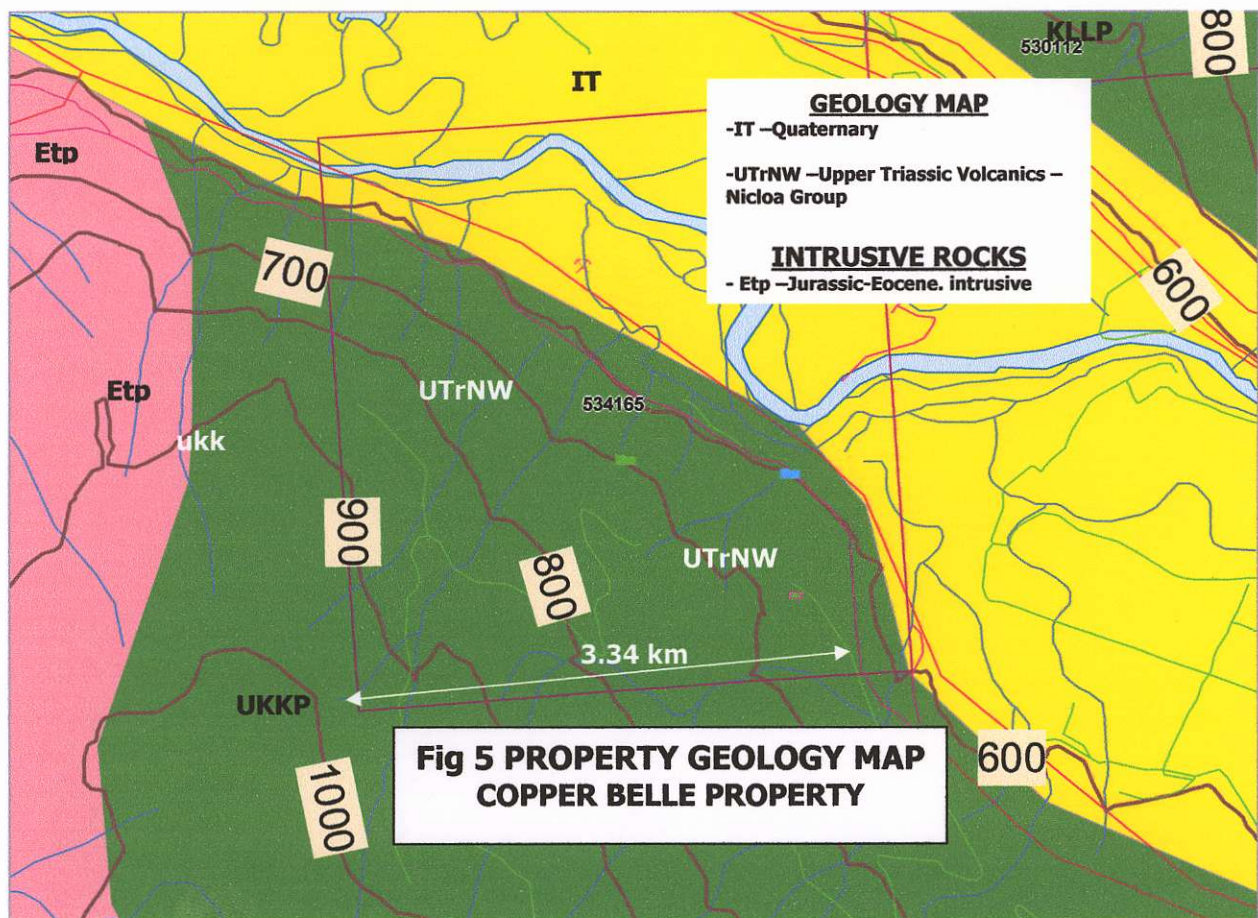 KLLP
530112
800
IT
GEOLOGY MAP
-IT –Quaternary
-UTrNW –Upper Triassic Volcanics –
Nicloa Group
INTRUSIVE ROCKS
- Etp –Jurassic-Eocene. intrusive
Etp
700
600
Etp
ukk
UTrNW
534165
900
800
UTrNW
3.34 km
UKKP
1000
600
Fig 5 PROPERTY GEOLOGY MAP
COPPER BELLE PROPERTY